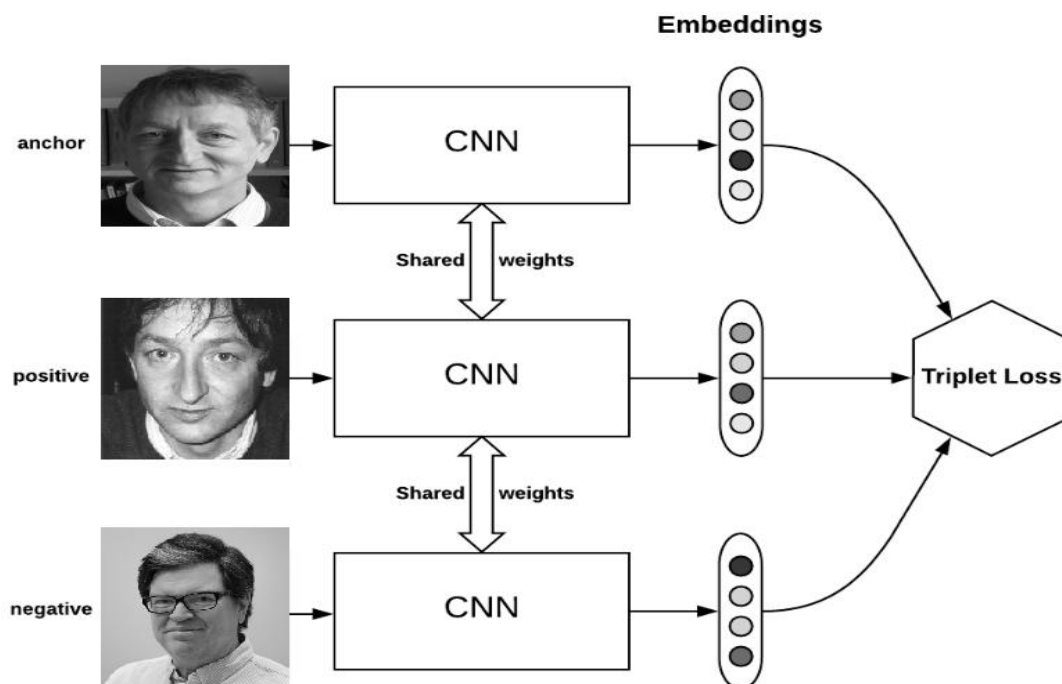 Embeddings
anchor
CNN
Shared weights
positive
CNN
Triplet Loss
Shared weights
negative
CNN